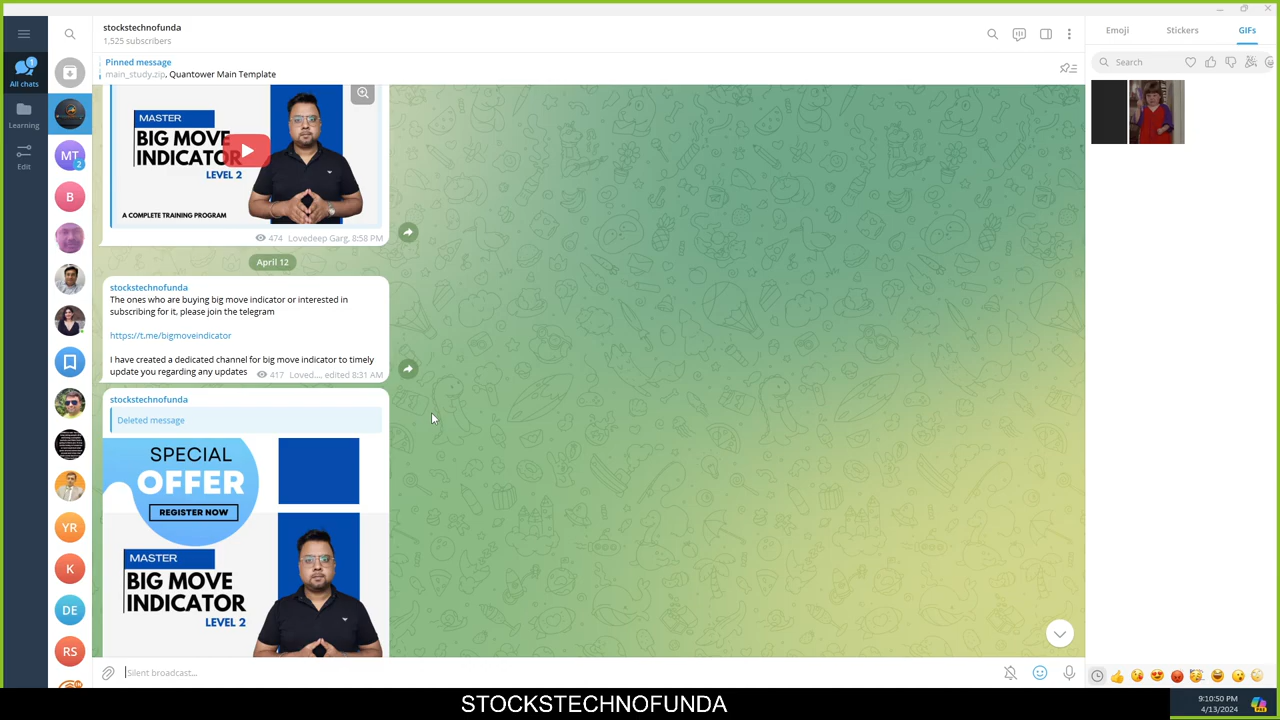 stockstechnofunda
1,525 subscribers
Pinned message
main_study.zip, Quantower Main Template
1
All chats
Learning
Edit
MT
2
B
YR
K
DE
RS
MASTER
BIG MOVE
INDICATOR
LEVEL 2
A COMPLETE TRAINING PROGRAM
474 Lovedeep Garg, 8:58 PM
April 12
stockstechnofunda
The ones who are buying big move indicator or interested in
subscribing for it, please join the telegram
https://t.me/bigmoveindicator
I have created a dedicated channel for big move indicator to timely
update you regarding any updates
417 Loved..., edited 8:31 AM
stockstechnofunda
Deleted message
SPECIAL
OFFER
REGISTER NOW
MASTER
BIG MOVE
INDICATOR
LEVEL 2
Silent broadcast...
Emoji
Stickers
GIFs
Search
STOCKSTECHNOFUNDA
9:10:50 PM
4/13/2024